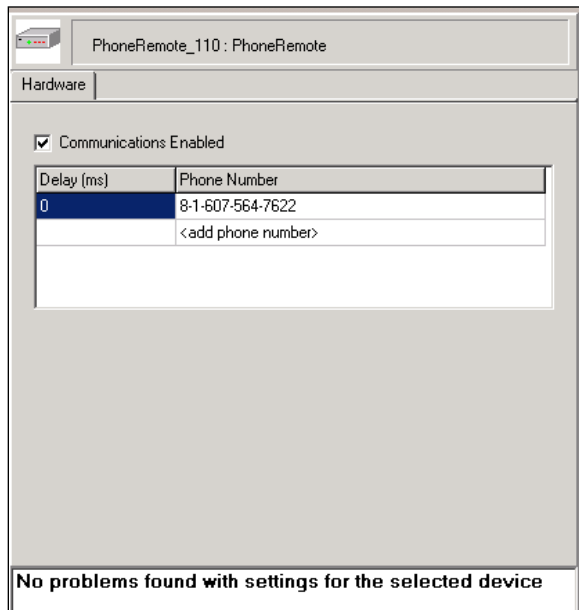 PhoneRemote_110 : PhoneRemote
Hardware
Communications Enabled
Delay (ms) Phone Number
0 8-1-607-564-7622
<add phone number>
No problems found with settings for the selected device